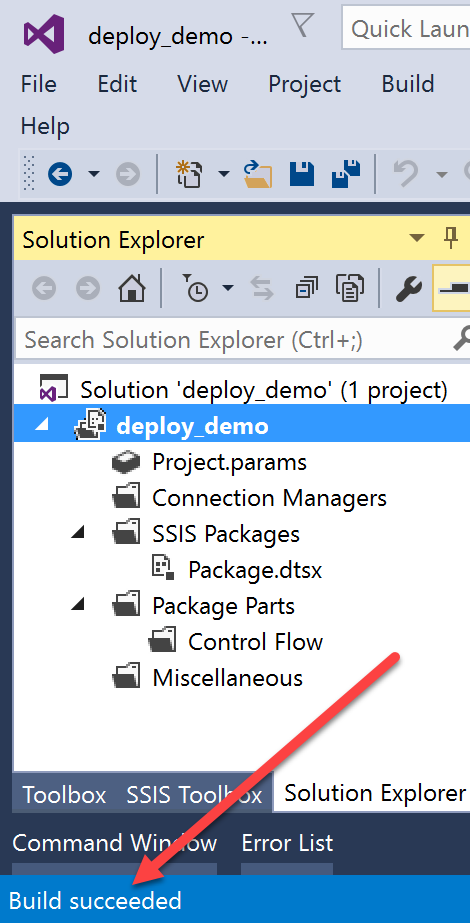 deploy_demo -...
Quick Laun
File Edit View Project Build
Help
Solution Explorer
Search Solution Explorer (Ctrl+;)
Solution 'deploy_demo' (1 project)
deploy_demo
Project.params
Connection Managers
SSIS Packages
Package.dtsx
Package Parts
Control Flow
Miscellaneous
Toolbox SSIS Toolbox Solution Explorer
Command Window Error List
Build succeeded